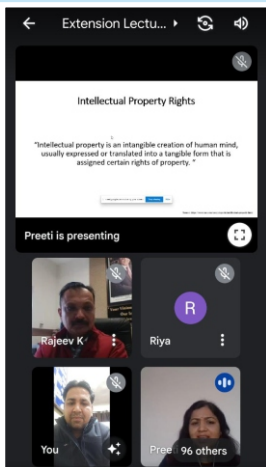 Extension Lectu...
Intellectual Property Rights
"Intellectual property is an intangible creation of human mind,
usually expressed or translated into a tangible form that is
assigned certain rights of property. "
Preeti is presenting
Rajeev K
R
Riya
You
Pree
96 others